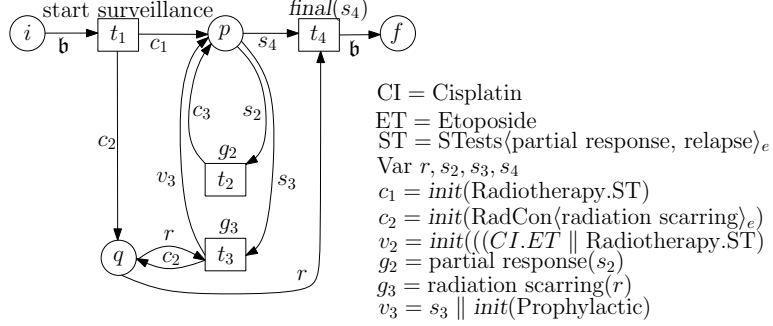 start surveillance
final(s₄)
i
t₁
p
t₄
f
𝔟
c₁
s₄
𝔟
c₂
c₃
s₂
g₂
t₂
v₃
s₃
g₃
r
t₃
q
c₂
r
CI = Cisplatin
ET = Etoposide
ST = STests⟨partial response, relapse⟩ₑ
Var r, s₂, s₃, s₄
c₁ = init(Radiotherapy.ST)
c₂ = init(RadCon⟨radiation scarring⟩ₑ)
v₂ = init(((CI.ET ∥ Radiotherapy.ST)
g₂ = partial response(s₂)
g₃ = radiation scarring(r)
v₃ = s₃ ∥ init(Prophylactic)